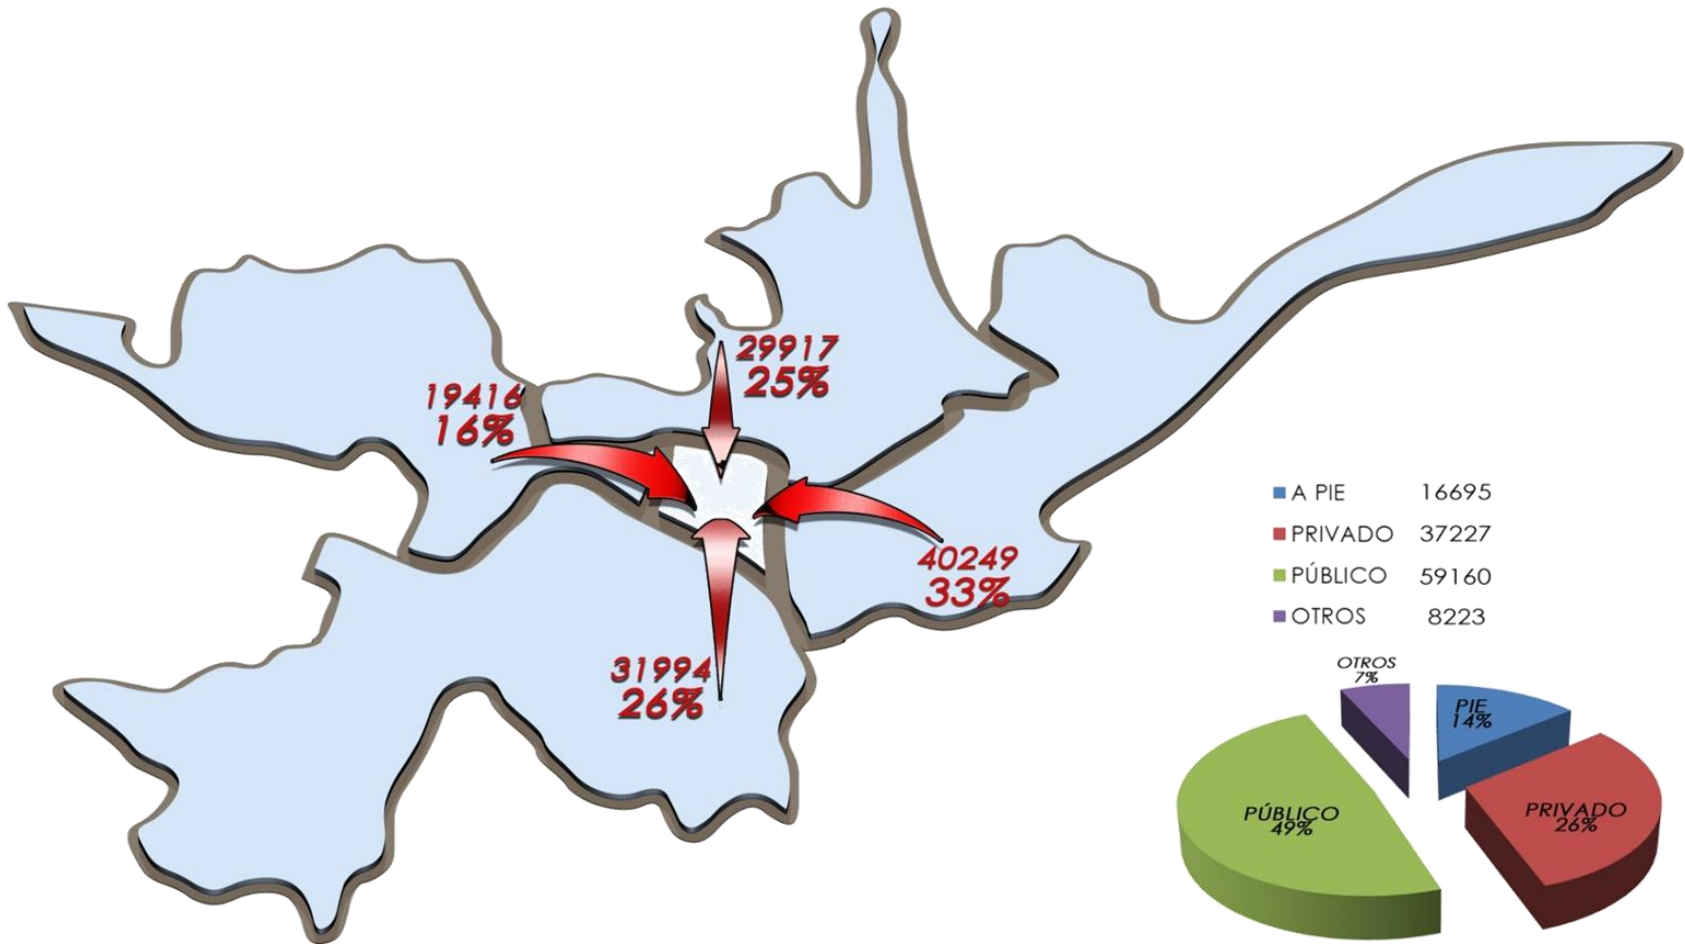 29917
25%
19416
16%
40249
33%
31994
26%
A PIE 16695
PRIVADO 37227
PÚBLICO 59160
OTROS 8223
OTROS
7%
PIE
14%
PRIVADO
26%
PÚBLICO
49%